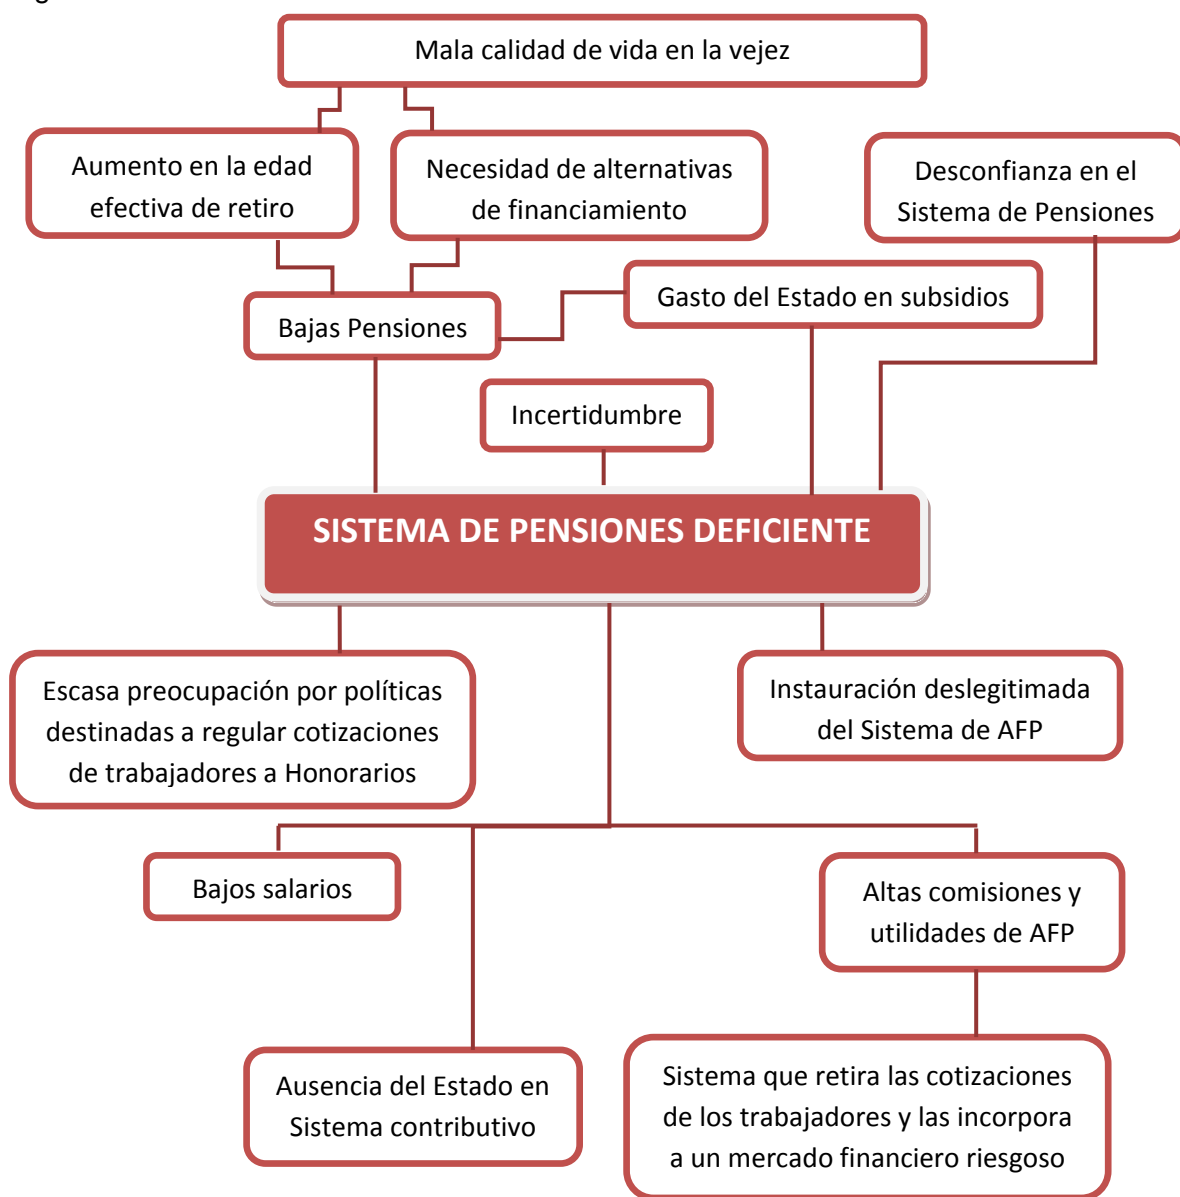 Mala calidad de vida en la vejez
Aumento en la edad
efectiva de retiro
Necesidad de alternativas
de financiamiento
Desconfianza en el
Sistema de Pensiones
Gasto del Estado en subsidios
Bajas Pensiones
Incertidumbre
SISTEMA DE PENSIONES DEFICIENTE
Escasa preocupación por políticas
destinadas a regular cotizaciones
de trabajadores a Honorarios
Instauración deslegitimada
del Sistema de AFP
Bajos salarios
Altas comisiones y
utilidades de AFP
Ausencia del Estado en
Sistema contributivo
Sistema que retira las cotizaciones
de los trabajadores y las incorpora
a un mercado financiero riesgoso